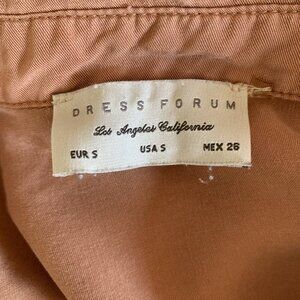 DRESS FORUM
Los Angeles California
EUR S USA S MEX 26